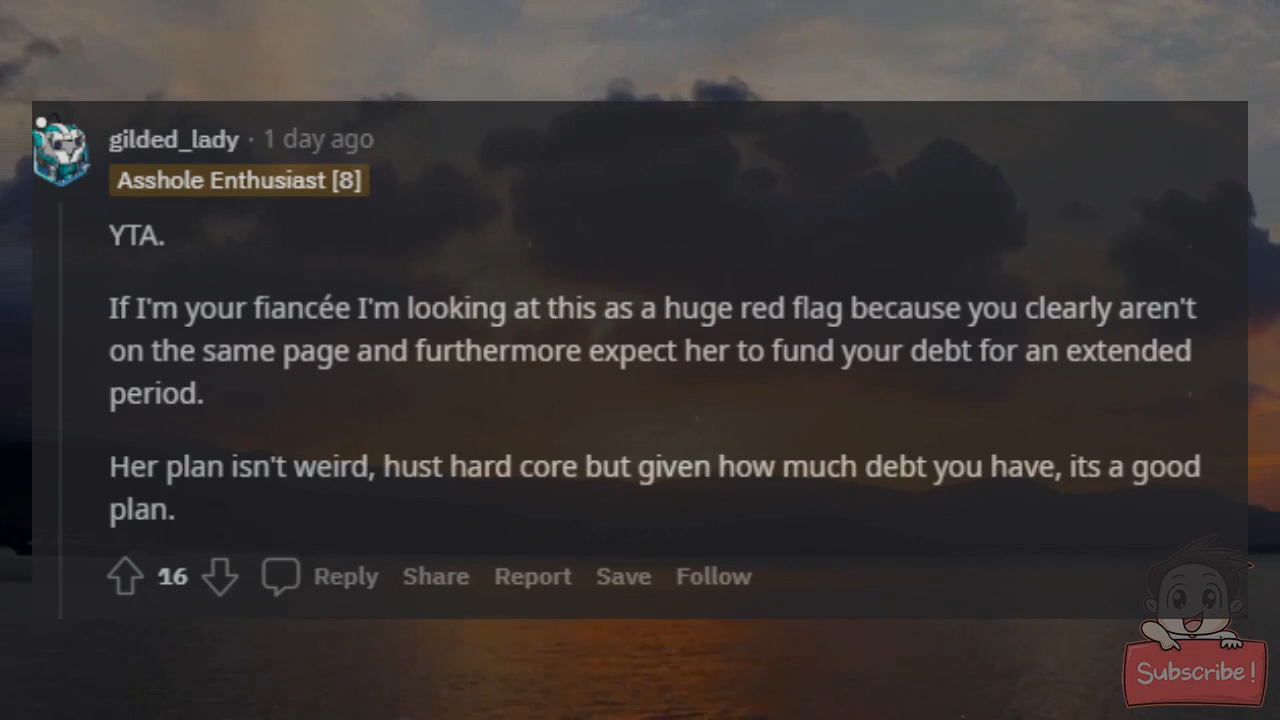 gilded_lady · 1 day ago
Asshole Enthusiast [8]
YTA.
If I'm your fiancée I'm looking at this as a huge red flag because you clearly aren't
on the same page and furthermore expect her to fund your debt for an extended
period.
Her plan isn't weird, hust hard core but given how much debt you have, its a good
plan.
16 Reply Share Report Save Follow
Subscribe!